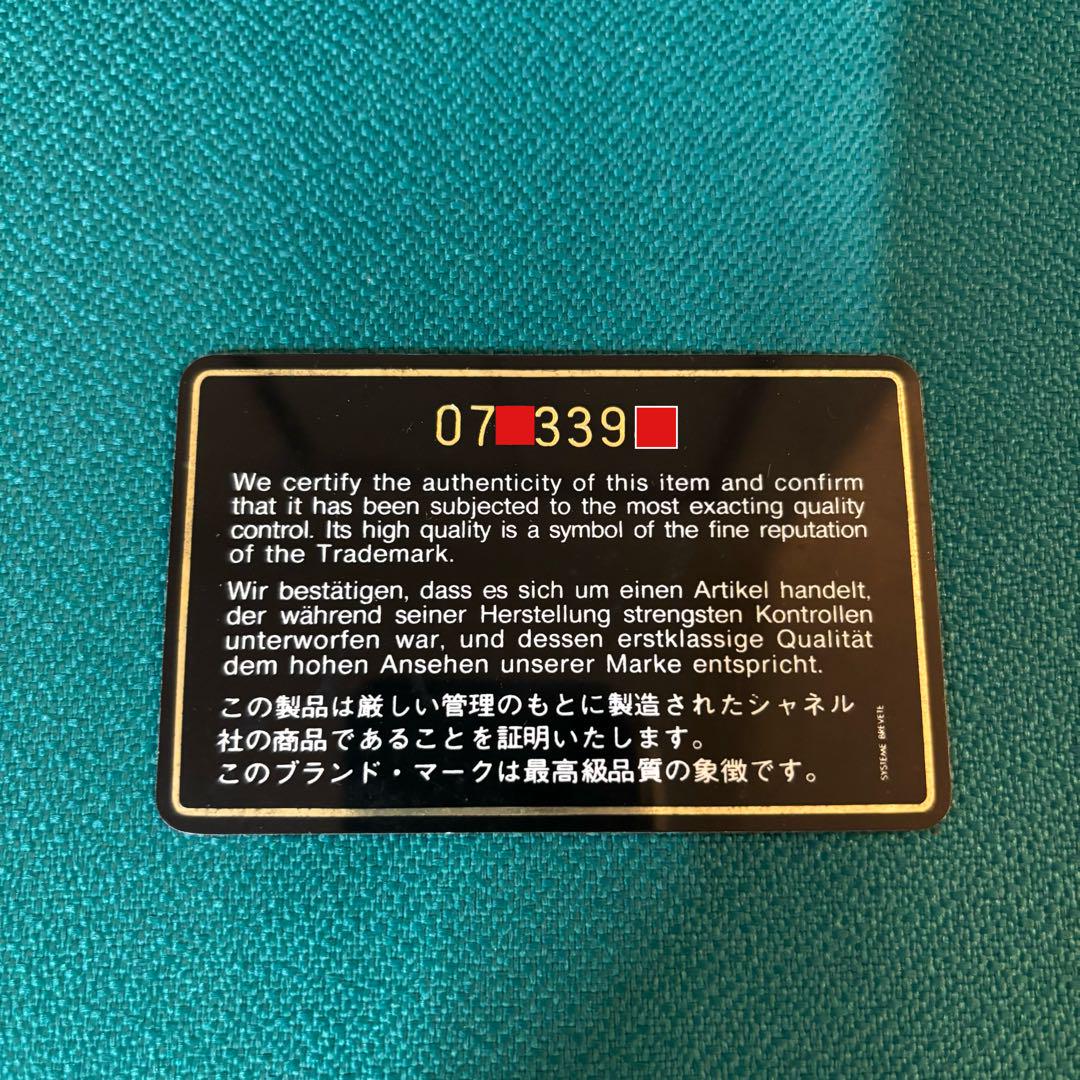 07 339
We certify the authenticity of this item and confirm
that it has been subjected to the most exacting quality
control. Its high quality is a symbol of the fine reputation
of the Trademark.
Wir bestätigen, dass es sich um einen Artikel handelt,
der während seiner Herstellung strengsten Kontrollen
unterworfen war, und dessen erstklassige Qualität
dem hohen Ansehen unserer Marke entspricht.
この製品は厳しい管理のもとに製造されたシャネル
社の商品であることを証明いたします。
このブランド・マークは最高級品質の象徴です。
SYSTEME BREVETE